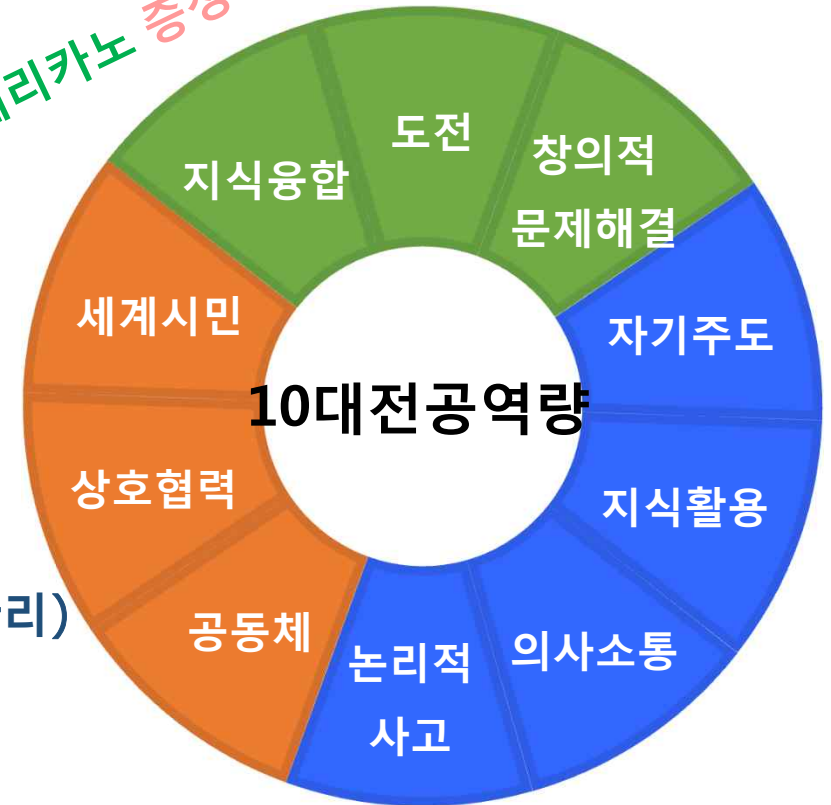 증정
도전
창의적
문제해결
지식융합
세계시민
자기주도
10대전공역량
상호협력
지식활용
공동체
논리적
사고
의사소통
리)